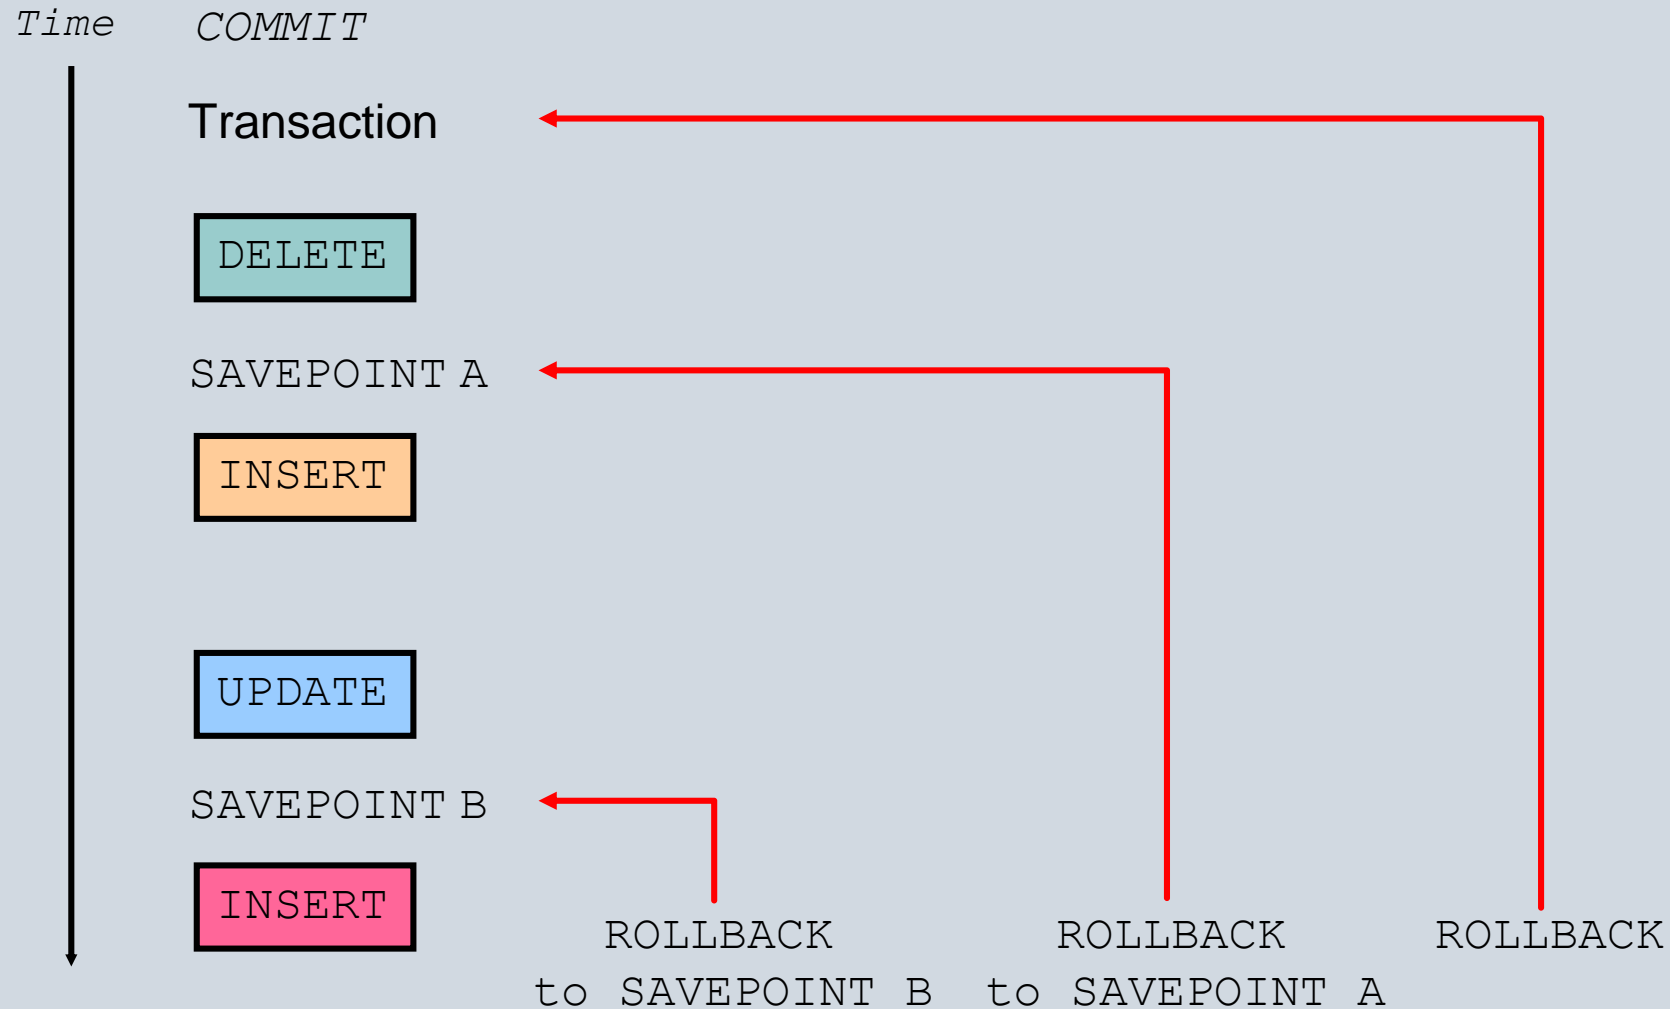 Time COMMIT
Transaction
DELETE
SAVEPOINT A
INSERT
UPDATE
SAVEPOINT B
INSERT
ROLLBACK
to SAVEPOINT B
ROLLBACK
to SAVEPOINT A
ROLLBACK